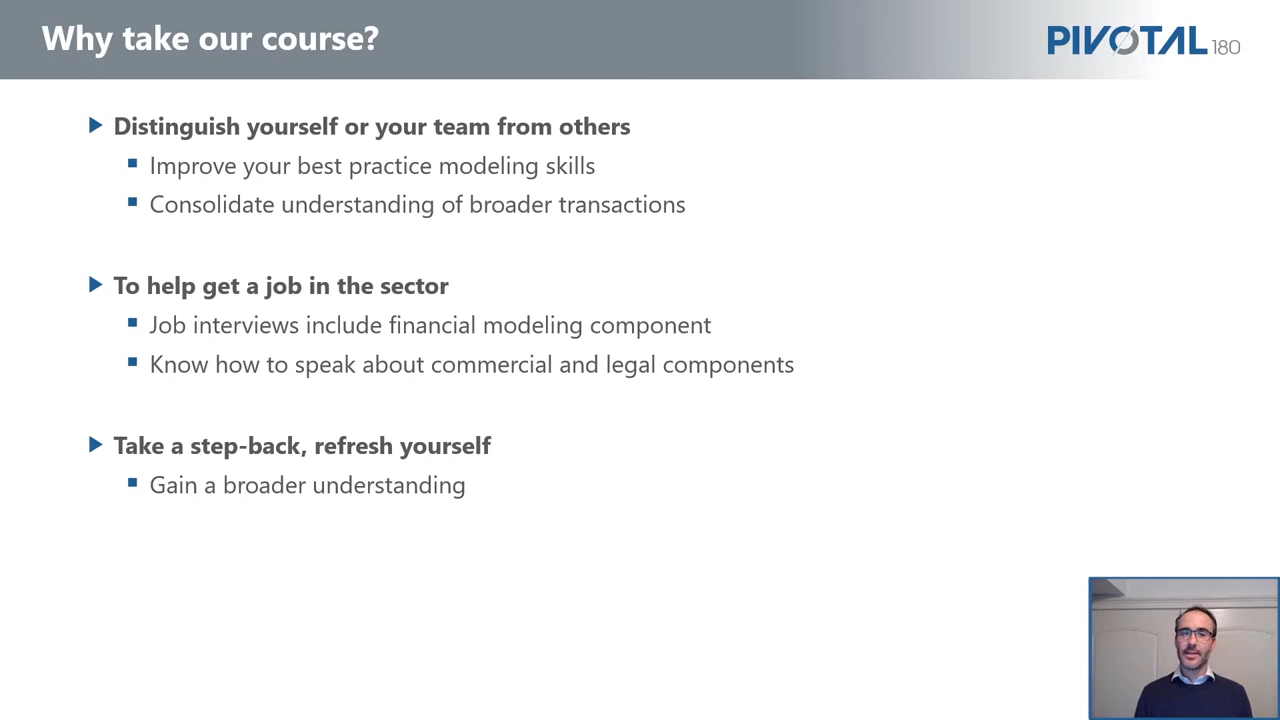 Why take our course?
PIVOTAL 180
Distinguish yourself or your team from others
Improve your best practice modeling skills
Consolidate understanding of broader transactions
To help get a job in the sector
Job interviews include financial modeling component
Know how to speak about commercial and legal components
Take a step-back, refresh yourself
Gain a broader understanding